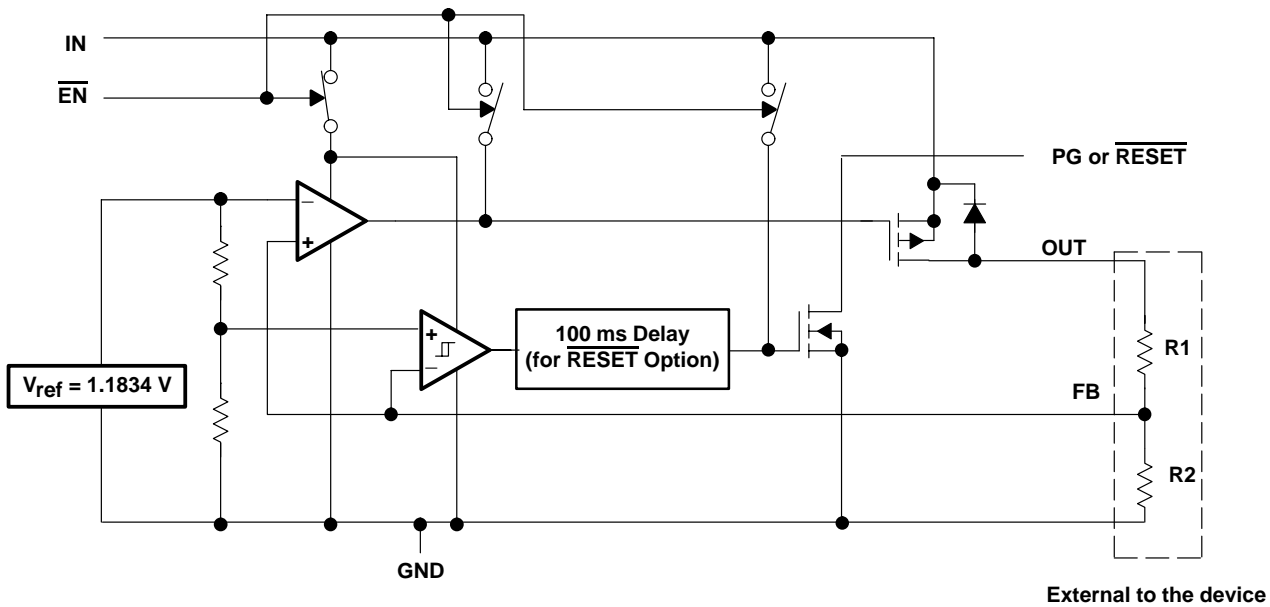 IN
EN
PG or RESET
OUT
−
+
+
−
100 ms Delay
(for RESET Option)
R1
Vref = 1.1834 V
FB
R2
GND
External to the device